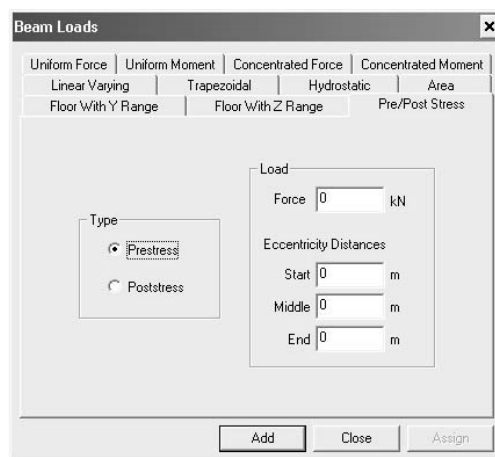 Beam Loads
Uniform Force Uniform Moment Concentrated Force Concentrated Moment
Linear Varying Trapezoidal Hydrostatic Area
Floor With Y Range Floor With Z Range Pre/Post Stress
Type
Prestress
Poststress
Load
Force 0 kN
Eccentricity Distances
Start 0 m
Middle 0 m
End 0 m
Add Close Assign